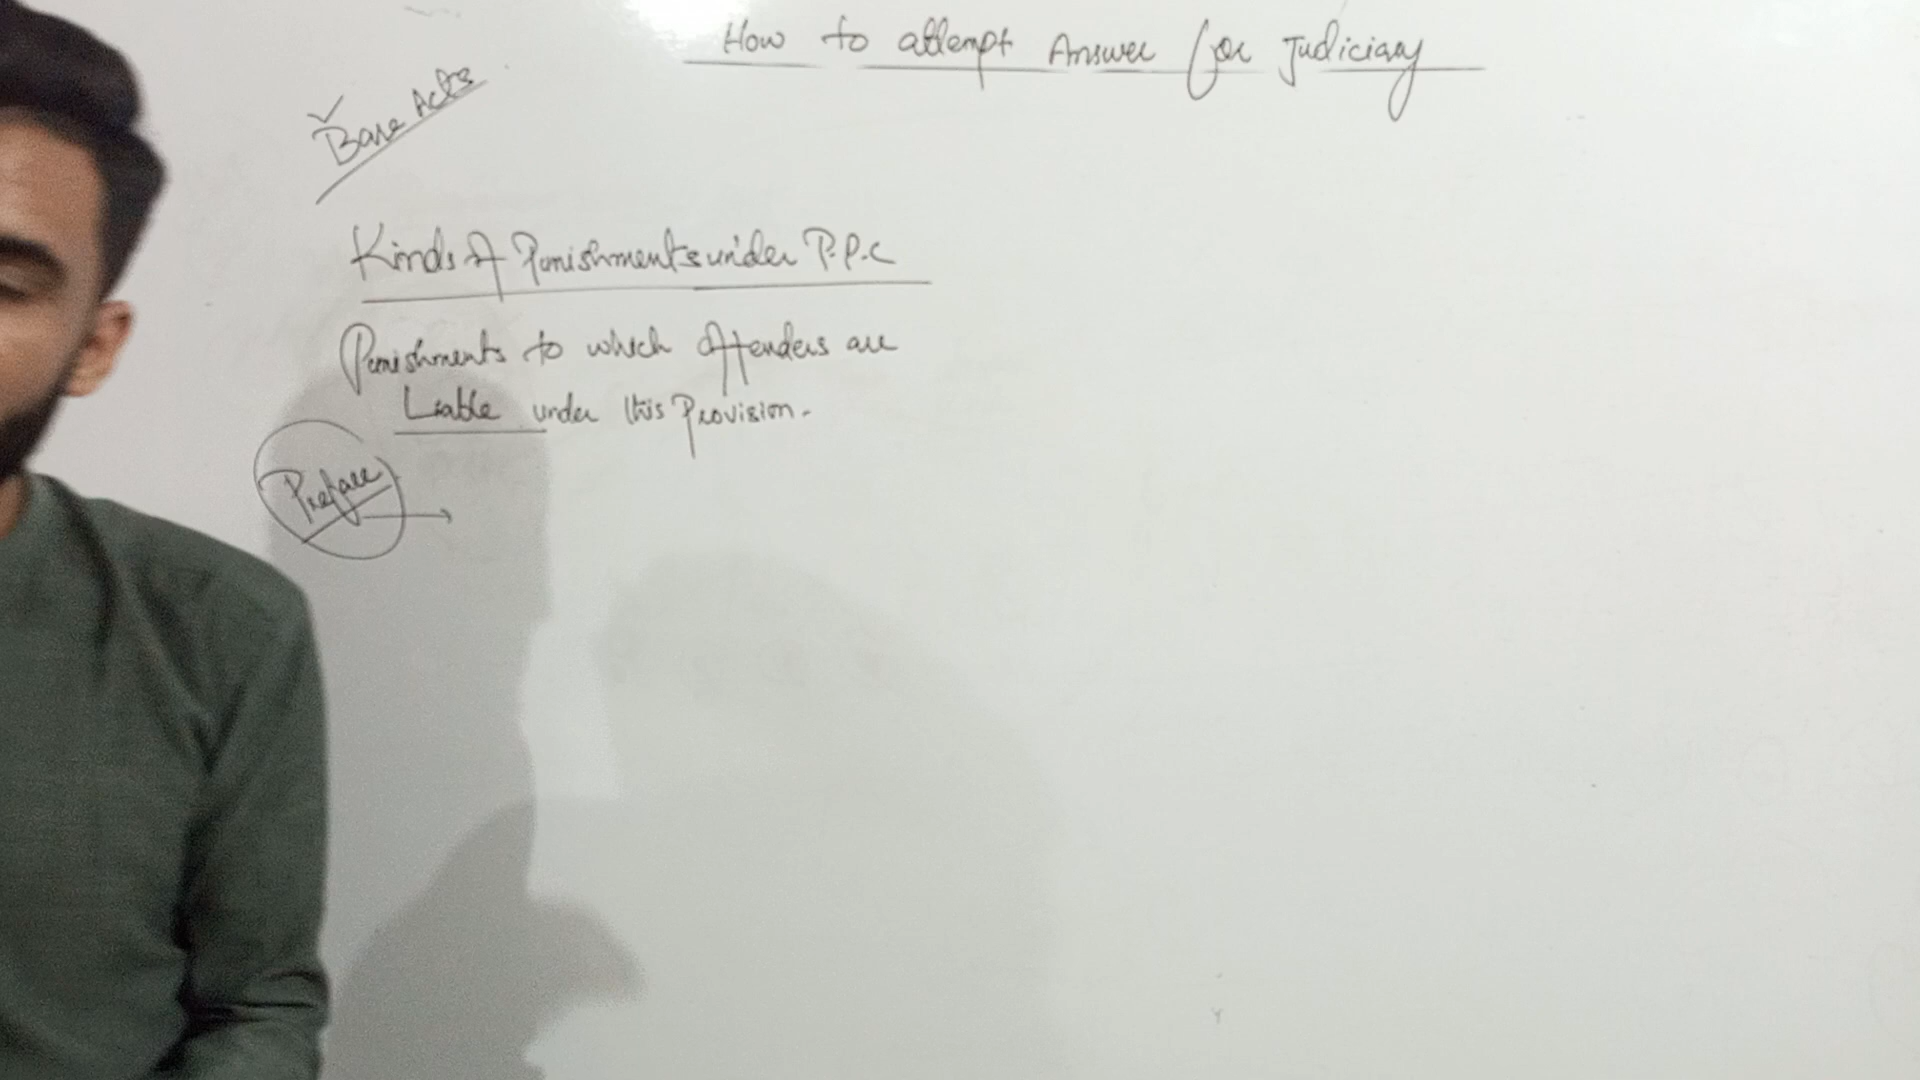 How to attempt Answer for Judiciary
Bare Acts
Kinds of Punishments under P.P.C
Punishments to which offenders are
Liable under this Provision.
Preface